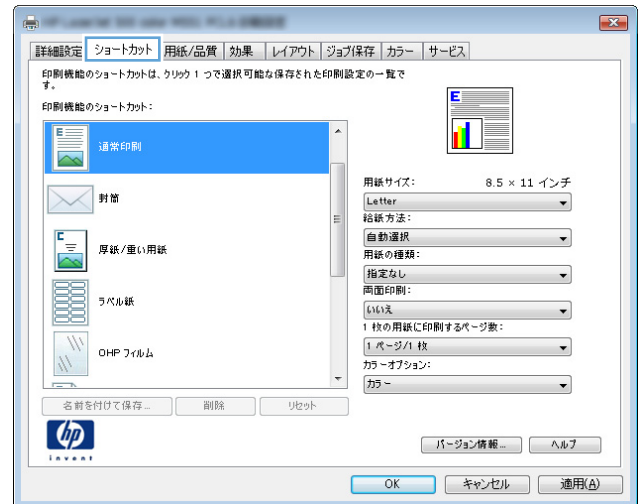 詳細設定 ショートカット 用紙/品質 効果 レイアウト ジョブ保存 カラー サービス
印刷機能のショートカットは、クリック 1 つで選択可能な保存された印刷設定の一覧で
す。
印刷機能のショートカット:
E
通常印刷
封筒
C
厚紙/重い用紙
ラベル紙
OHP フィルム
名前を付けて保存... 削除 リセット
E
用紙サイズ: 8.5 × 11 インチ
Letter
給紙方法:
自動選択
用紙の種類:
指定なし
両面印刷:
いいえ
1 枚の用紙に印刷するページ数:
1 ページ/1 枚
カラーオプション:
カラー
hp
invent
バージョン情報... ヘルプ
OK キャンセル 適用(A)